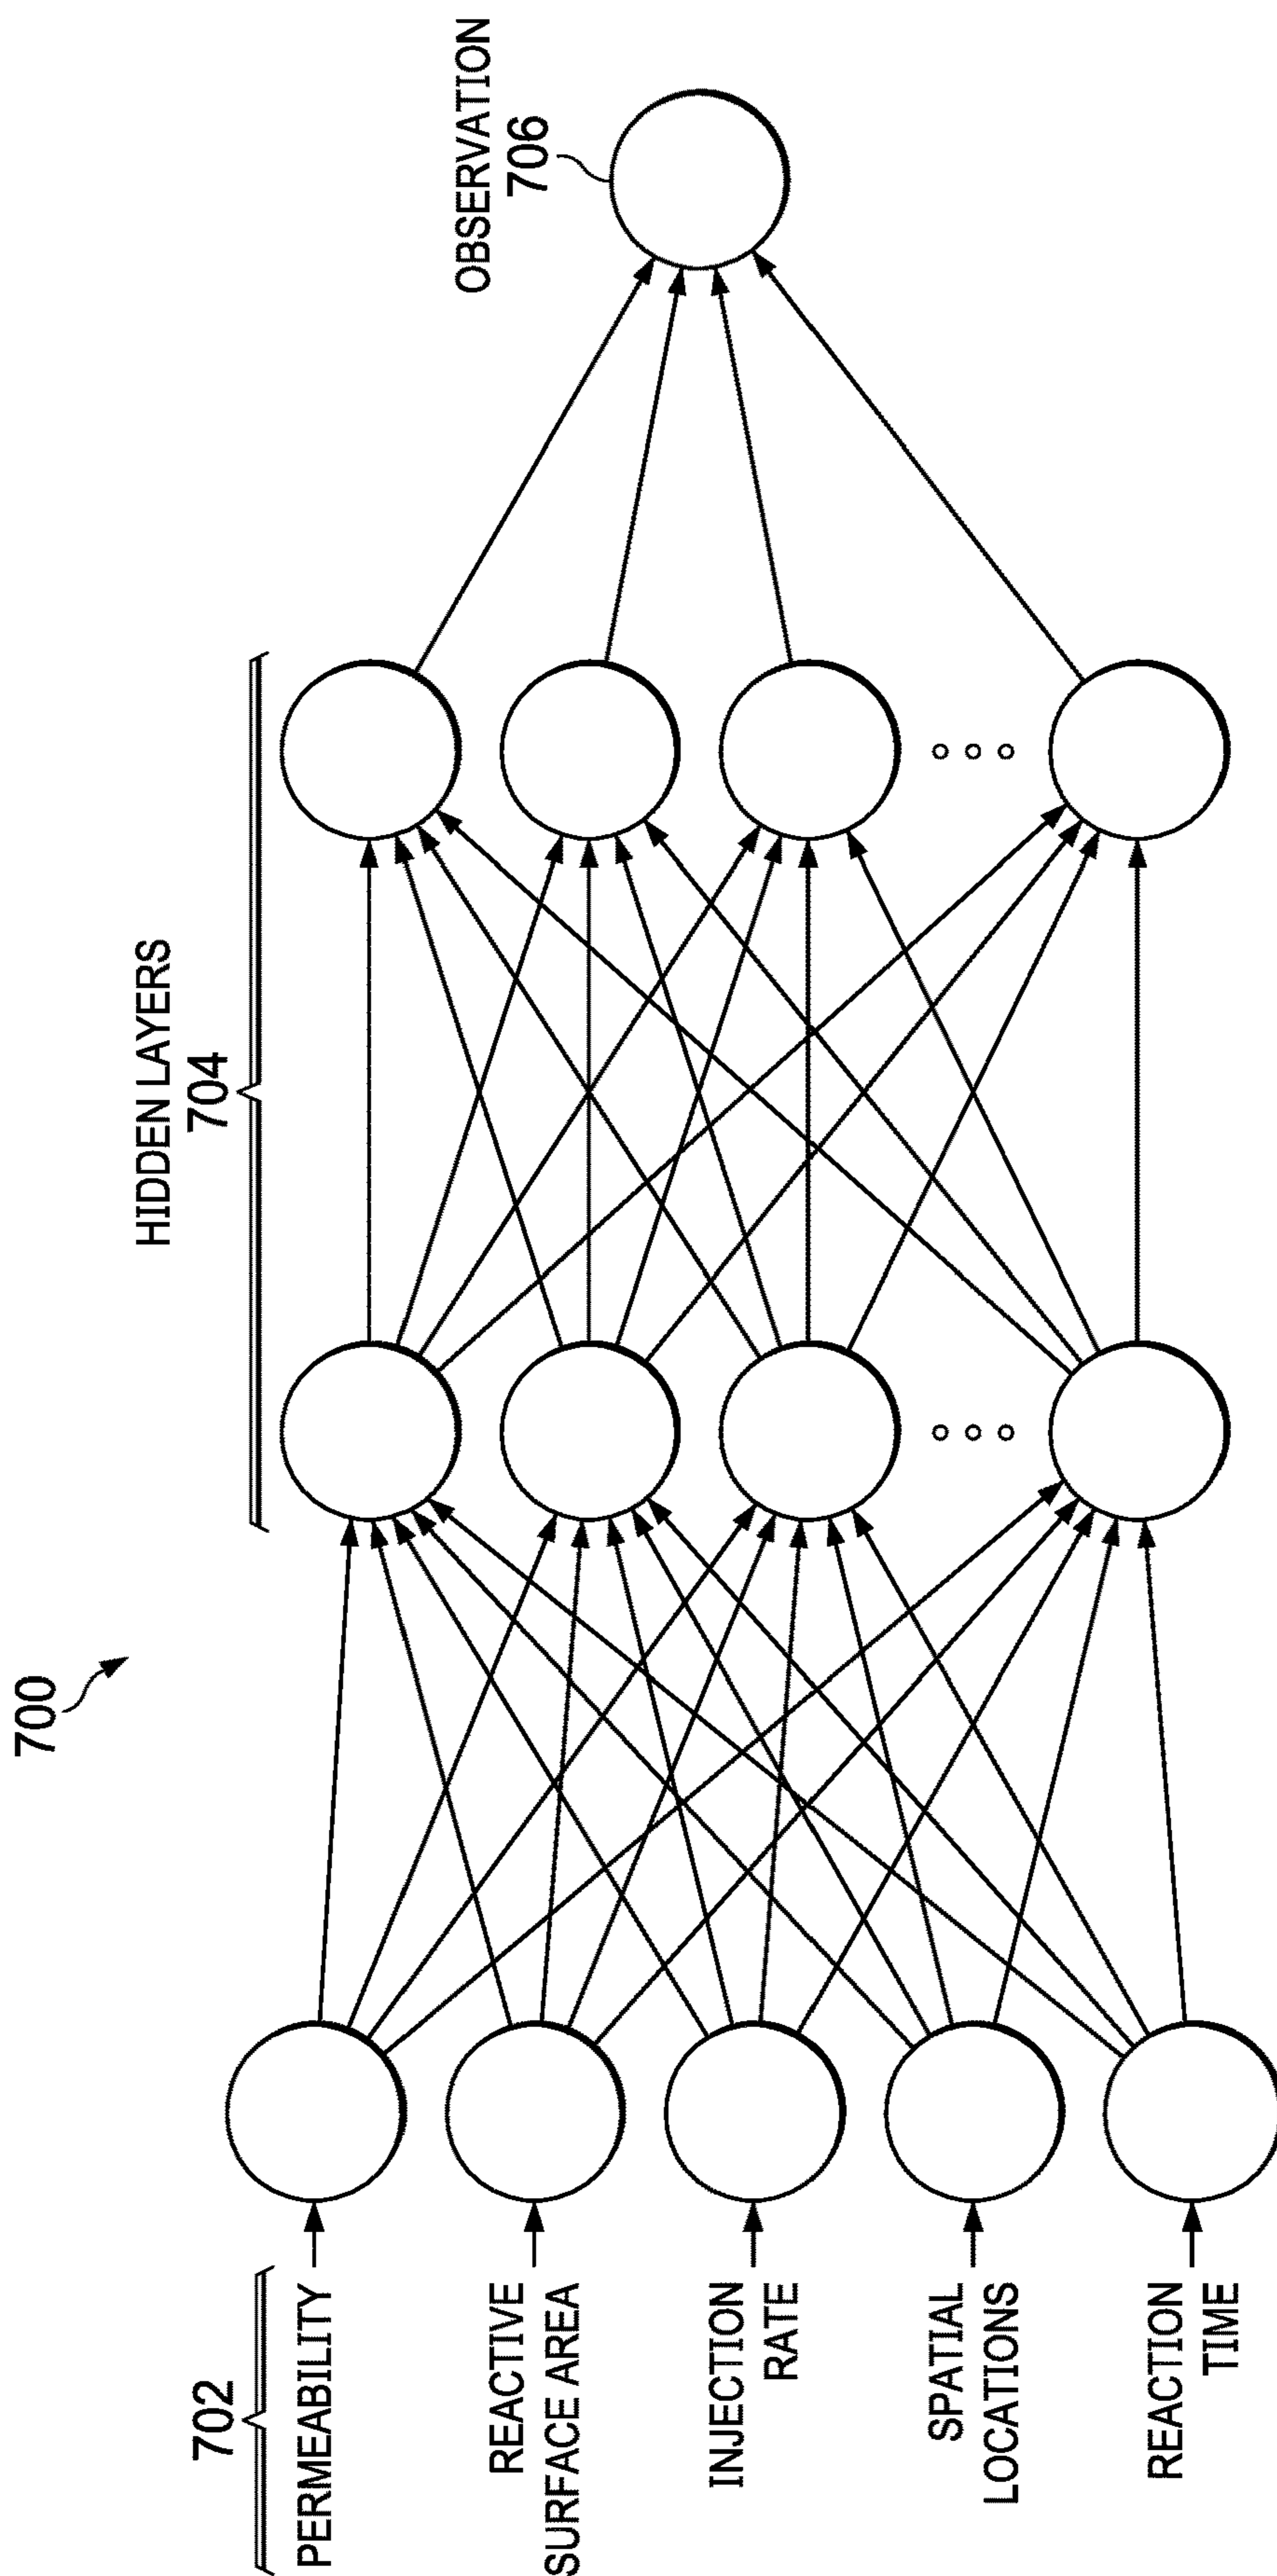 700
702
PERMEABILITY
REACTIVE
SURFACE AREA
INJECTION
RATE
SPATIAL
LOCATIONS
REACTION
TIME
HIDDEN LAYERS
704
OBSERVATION
706